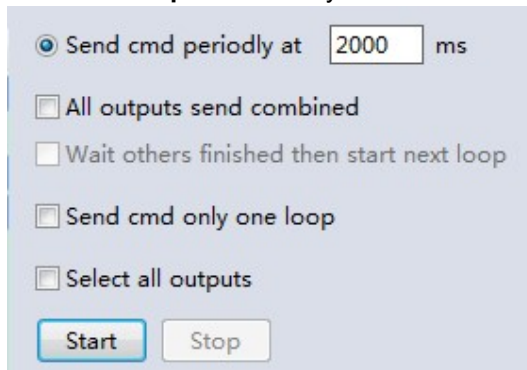 Send cmd periodly at 2000 ms
All outputs send combined
Wait others finished then start next loop
Send cmd only one loop
Select all outputs
Start Stop